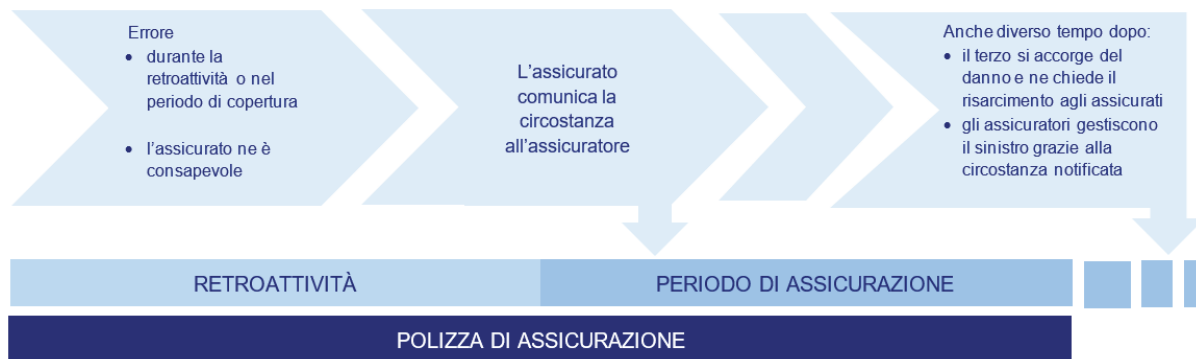 Errore
• durante la
retroattività o nel
periodo di copertura
• l'assicurato ne è
consapevole
L'assicurato
comunica la
circostanza
all'assicuratore
Anche diverso tempo dopo:
• il terzo si accorge del
danno e ne chiede il
risarcimento agli assicurati
• gli assicuratori gestiscono
il sinistro grazie alla
circostanza notificata
RETROATTIVITÀ
PERIODO DI ASSICURAZIONE
POLIZZA DI ASSICURAZIONE